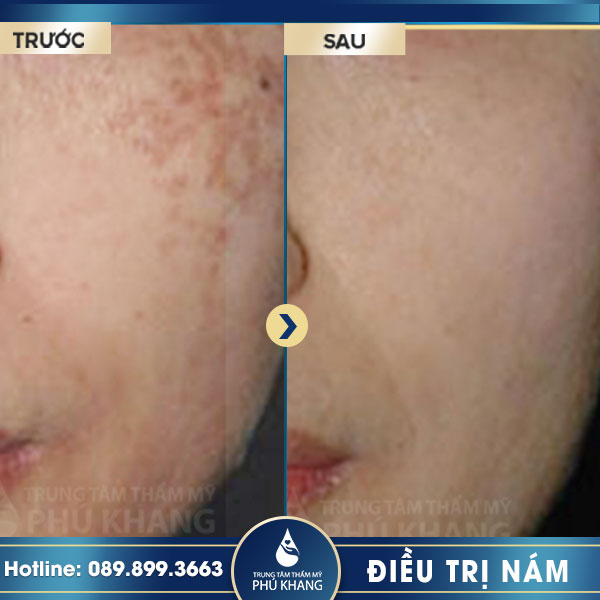 TRƯỚC
SAU
TRUNG TÂM THẨM MỸ
PHÚ KHANG
TRUNG TÂM THẨM MỸ
PHÚ KHANG
Hotline: 089.899.3663
TRUNG TÂM THẨM MỸ
PHÚ KHANG
ĐIỀU TRỊ NÁM